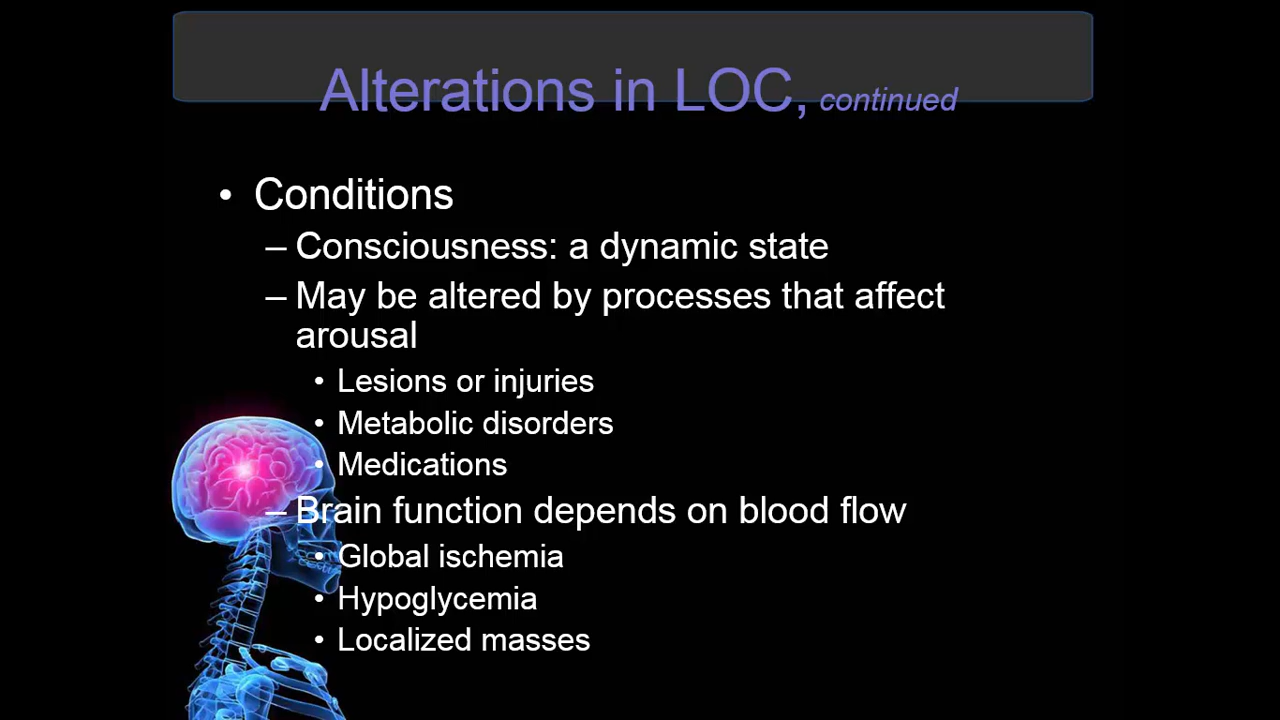 Alterations in LOC, continued
• Conditions
– Consciousness: a dynamic state
– May be altered by processes that affect
arousal
• Lesions or injuries
• Metabolic disorders
• Medications
– Brain function depends on blood flow
• Global ischemia
• Hypoglycemia
• Localized masses